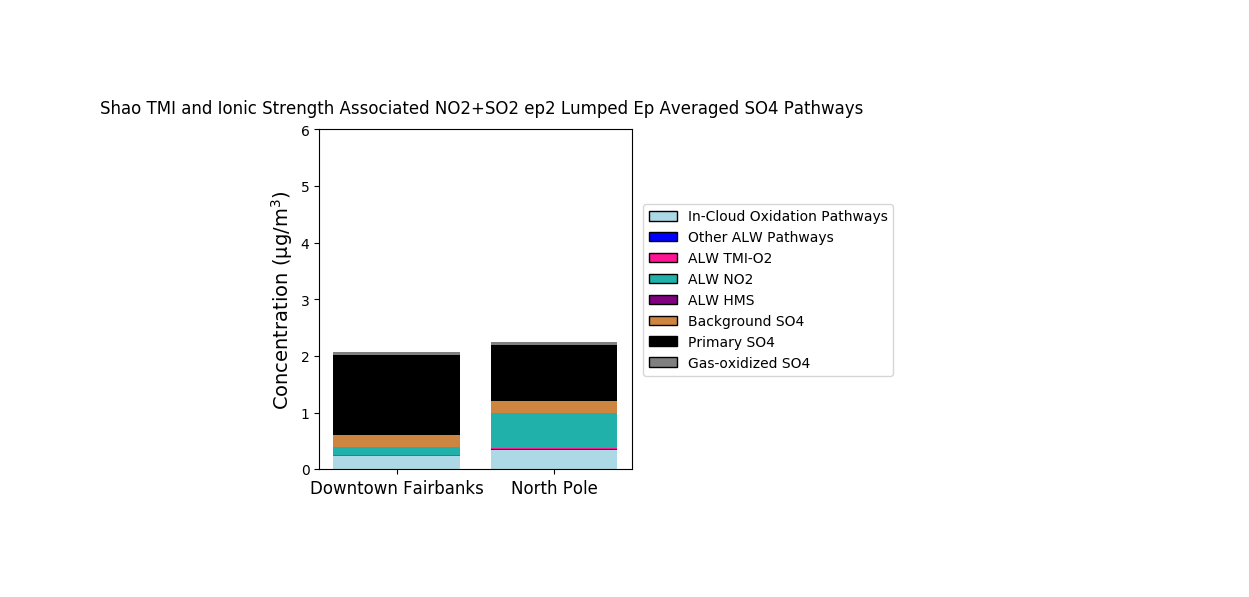 Shao TMI and Ionic Strength Associated NO2+SO2 ep2 Lumped Ep Averaged SO4 Pathways
Concentration (μg/m³)
6
5
4
3
2
1
0
Downtown Fairbanks
North Pole
In-Cloud Oxidation Pathways
Other ALW Pathways
ALW TMI-O2
ALW NO2
ALW HMS
Background SO4
Primary SO4
Gas-oxidized SO4